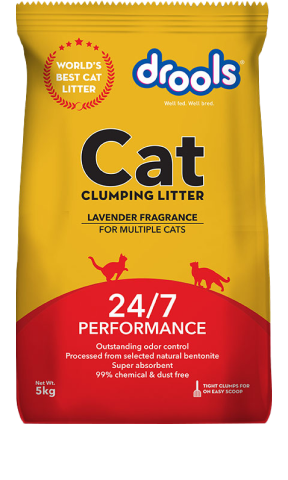 WORLD'S
BEST CAT
LITTER
drools®
Well fed. Well bred.
Cat
CLUMPING LITTER
LAVENDER FRAGRANCE
FOR MULTIPLE CATS
24/7
PERFORMANCE
Outstanding odor control
Processed from selected natural bentonite
Super absorbent
99% chemical & dust free
Net Wt.
5kg
TIGHT CLUMPS FOR
ON EASY SCOOP